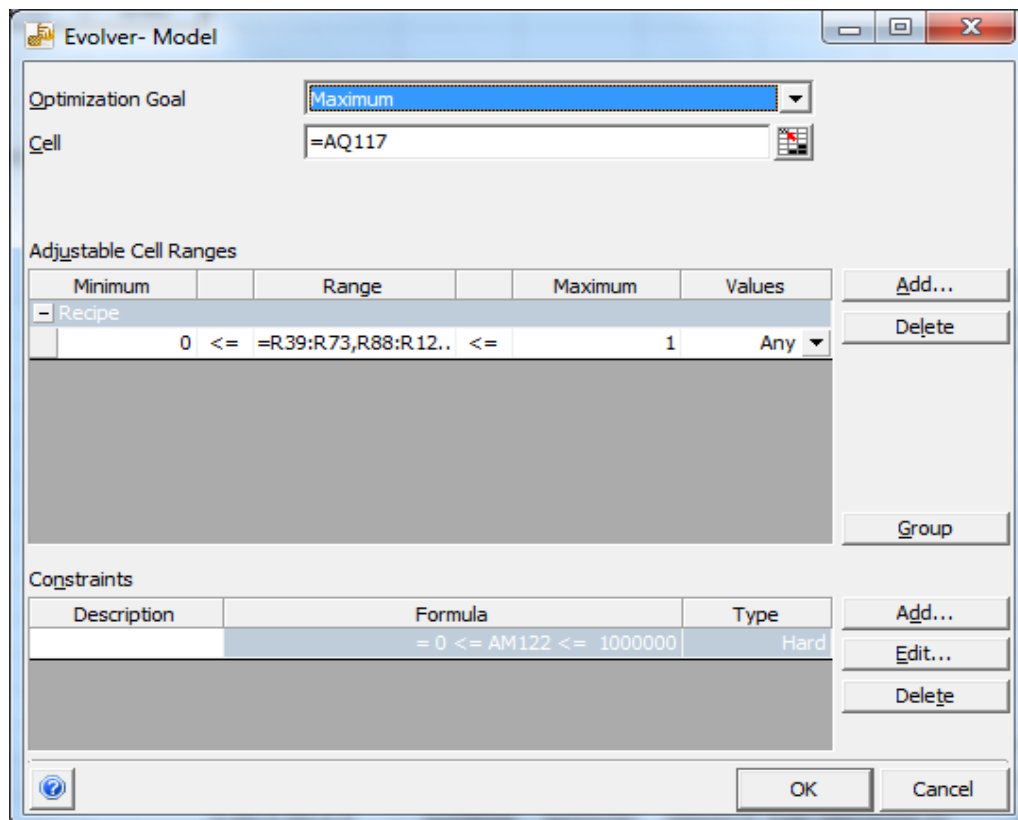 Evolver- Model
Optimization Goal Maximum
Cell =AQ117
Adjustable Cell Ranges
Minimum Range Maximum Values Add...
Recipe
Delete
0 <= =R39:R73,R88:R12.. <= 1 Any
Group
Constraints
Description Formula Type Add...
= 0 <= AM122 <= 1000000 Hard
Edit...
Delete
OK Cancel